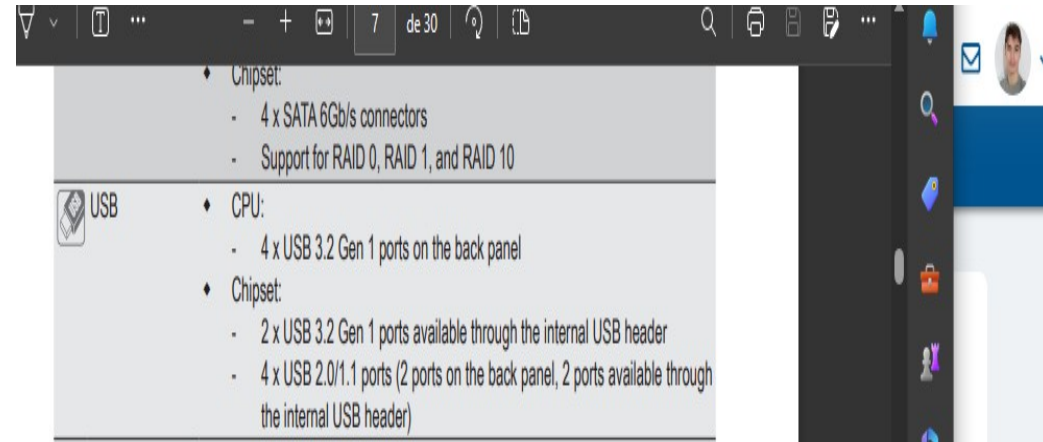 7 de 30
Chipset:
- 4 x SATA 6Gb/s connectors
- Support for RAID 0, RAID 1, and RAID 10
USB
♦ CPU:
- 4 x USB 3.2 Gen 1 ports on the back panel
♦ Chipset:
- 2 x USB 3.2 Gen 1 ports available through the internal USB header
- 4 x USB 2.0/1.1 ports (2 ports on the back panel, 2 ports available through
the internal USB header)